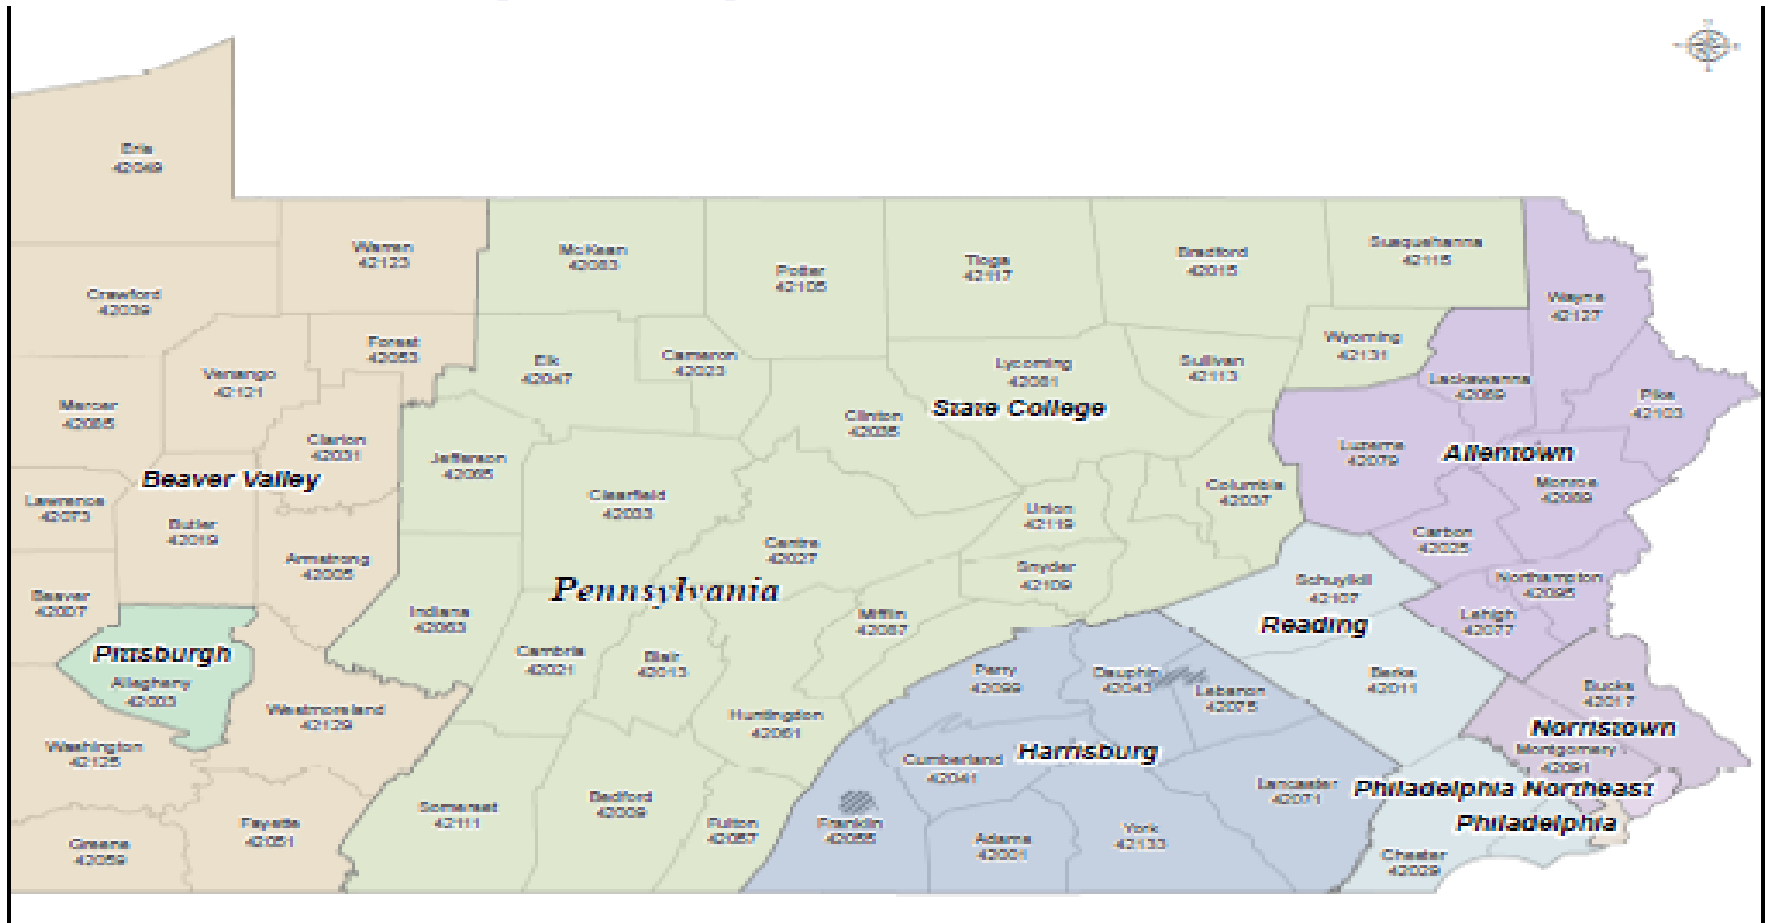 Erie
42049
Warren
42123
McKean
42083
Potter
42105
Tioga
42117
Bradford
42015
Susquehanna
42115
Crawford
42039
Wayne
42127
Forest
42053
Venango
42121
Elk
42047
Cameron
42023
Lycoming
42081
Sullivan
42113
Wyoming
42131
Lackawanna
42069
Pike
42103
Mercer
42085
Clinton
42035
State College
Clarion
42031
Jefferson
42065
Luzerne
42079
Allentown
Beaver Valley
Monroe
42089
Lawrence
42073
Clearfield
42033
Columbia
42037
Butler
42019
Union
42119
Centre
42027
Carbon
42025
Armstrong
42005
Snyder
42109
Schuylkill
42107
Northampton
42095
Beaver
42007
Pennsylvania
Indiana
42063
Mifflin
42087
Reading
Lehigh
42077
Pittsburgh
Allegheny
42003
Cambria
42021
Blair
42013
Perry
42099
Dauphin
42043
Lebanon
42075
Berks
42011
Bucks
42017
Westmoreland
42129
Huntingdon
42061
Norristown
Washington
42125
Harrisburg
Cumberland
42041
Montgomery
42091
Lancaster
42071
Philadelphia Northeast
Somerset
42111
Bedford
42009
Fulton
42057
Franklin
42055
Philadelphia
Greene
42059
Fayette
42051
Adams
42001
York
42133
Chester
42029